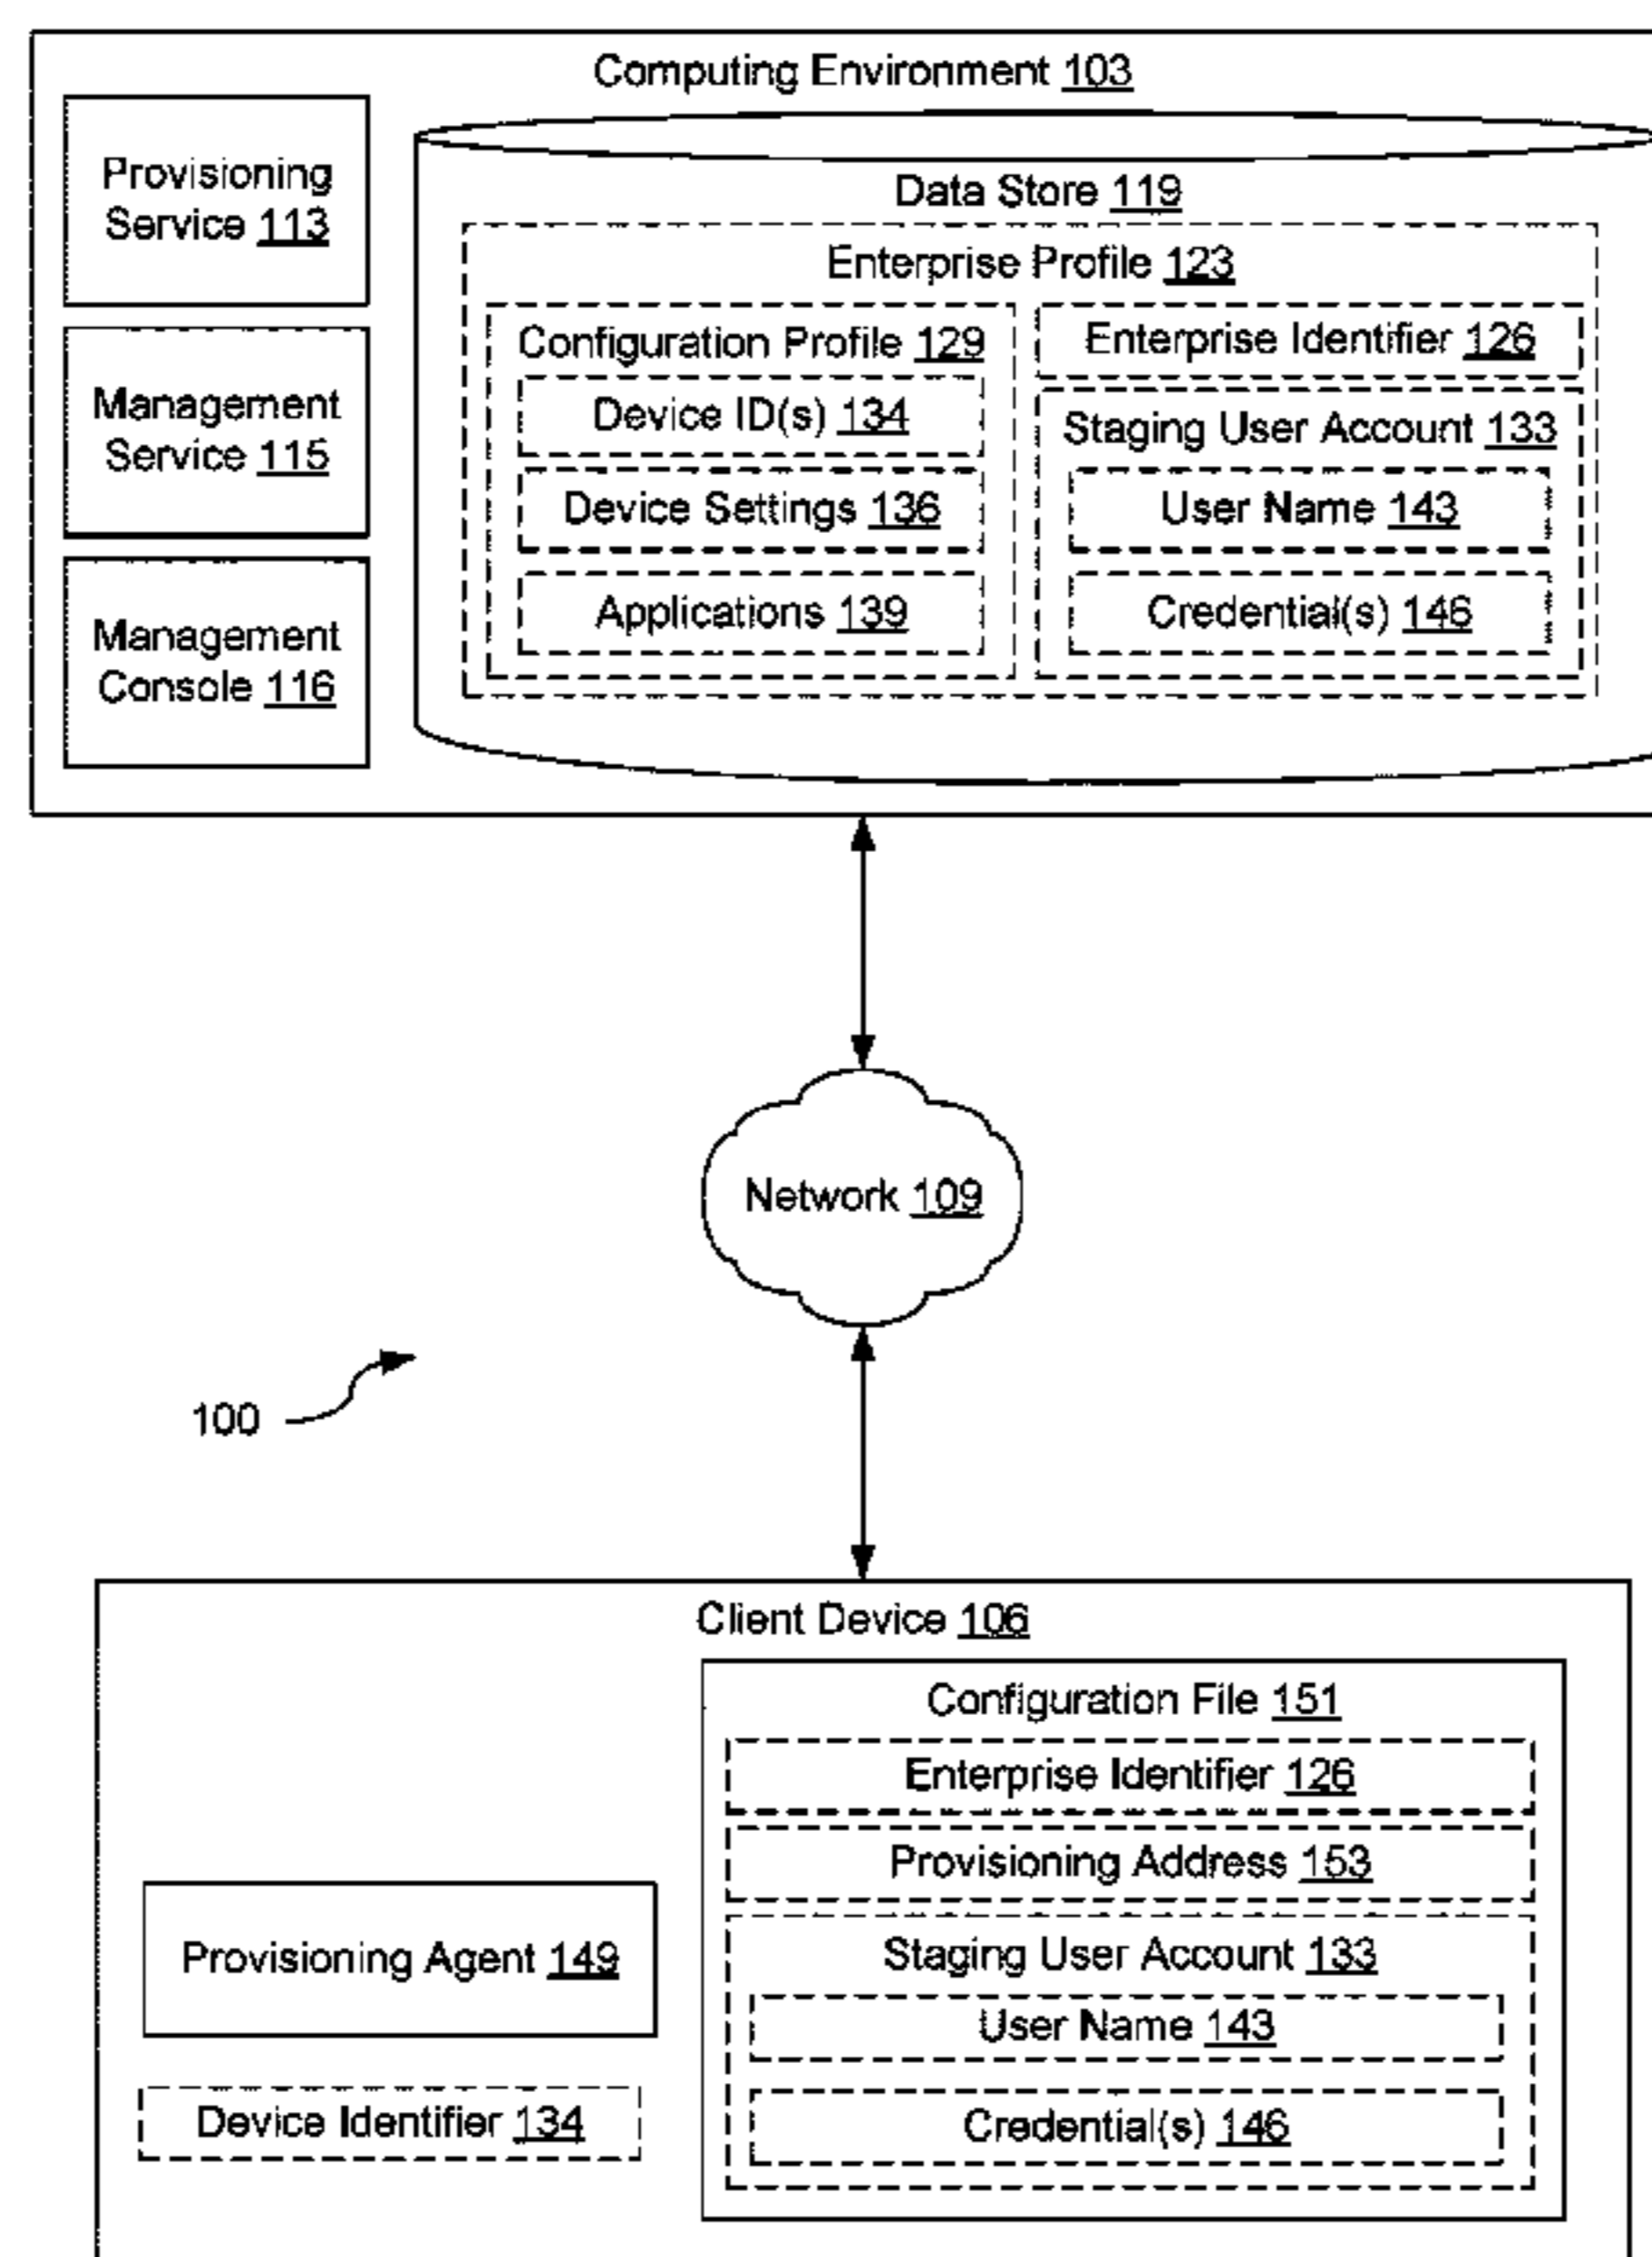 Computing Environment 103
Provisioning
Service 113
Management
Service 115
Management
Console 116
Data Store 119
Enterprise Profile 123
Configuration Profile 129
Device ID(s) 134
Device Settings 136
Applications 139
Enterprise Identifier 126
Staging User Account 133
User Name 143
Credential(s) 146
Network 109
100
Client Device 106
Provisioning Agent 149
Device Identifier 134
Configuration File 151
Enterprise Identifier 126
Provisioning Address 153
Staging User Account 133
User Name 143
Credential(s) 146